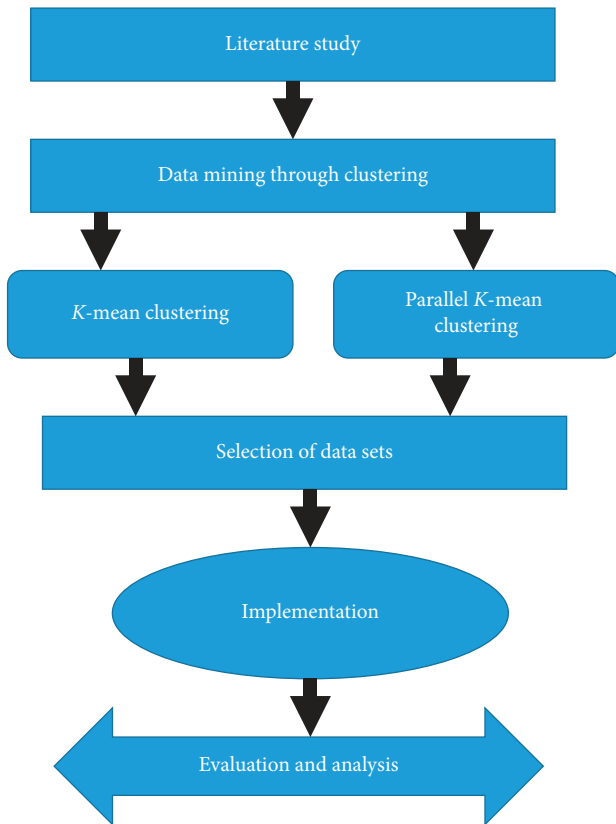 Literature study
Data mining through clustering
K-mean clustering
Parallel K-mean
clustering
Selection of data sets
Implementation
Evaluation and analysis